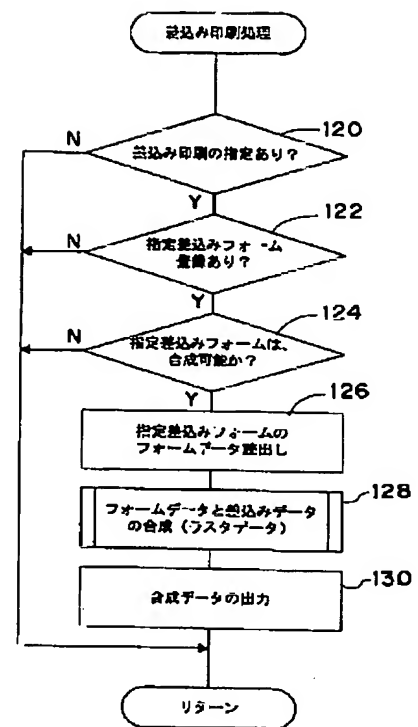 差込み印刷処理
120
N
差込み印刷の指定あり?
Y
122
N
指定差込みフォーム
登録あり?
Y
124
N
指定差込みフォームは、
合成可能か?
Y
126
指定差込みフォームの
フォームデータ読出し
128
フォームデータと差込みデータ
の合成(ラスタデータ)
130
合成データの出力
リターン